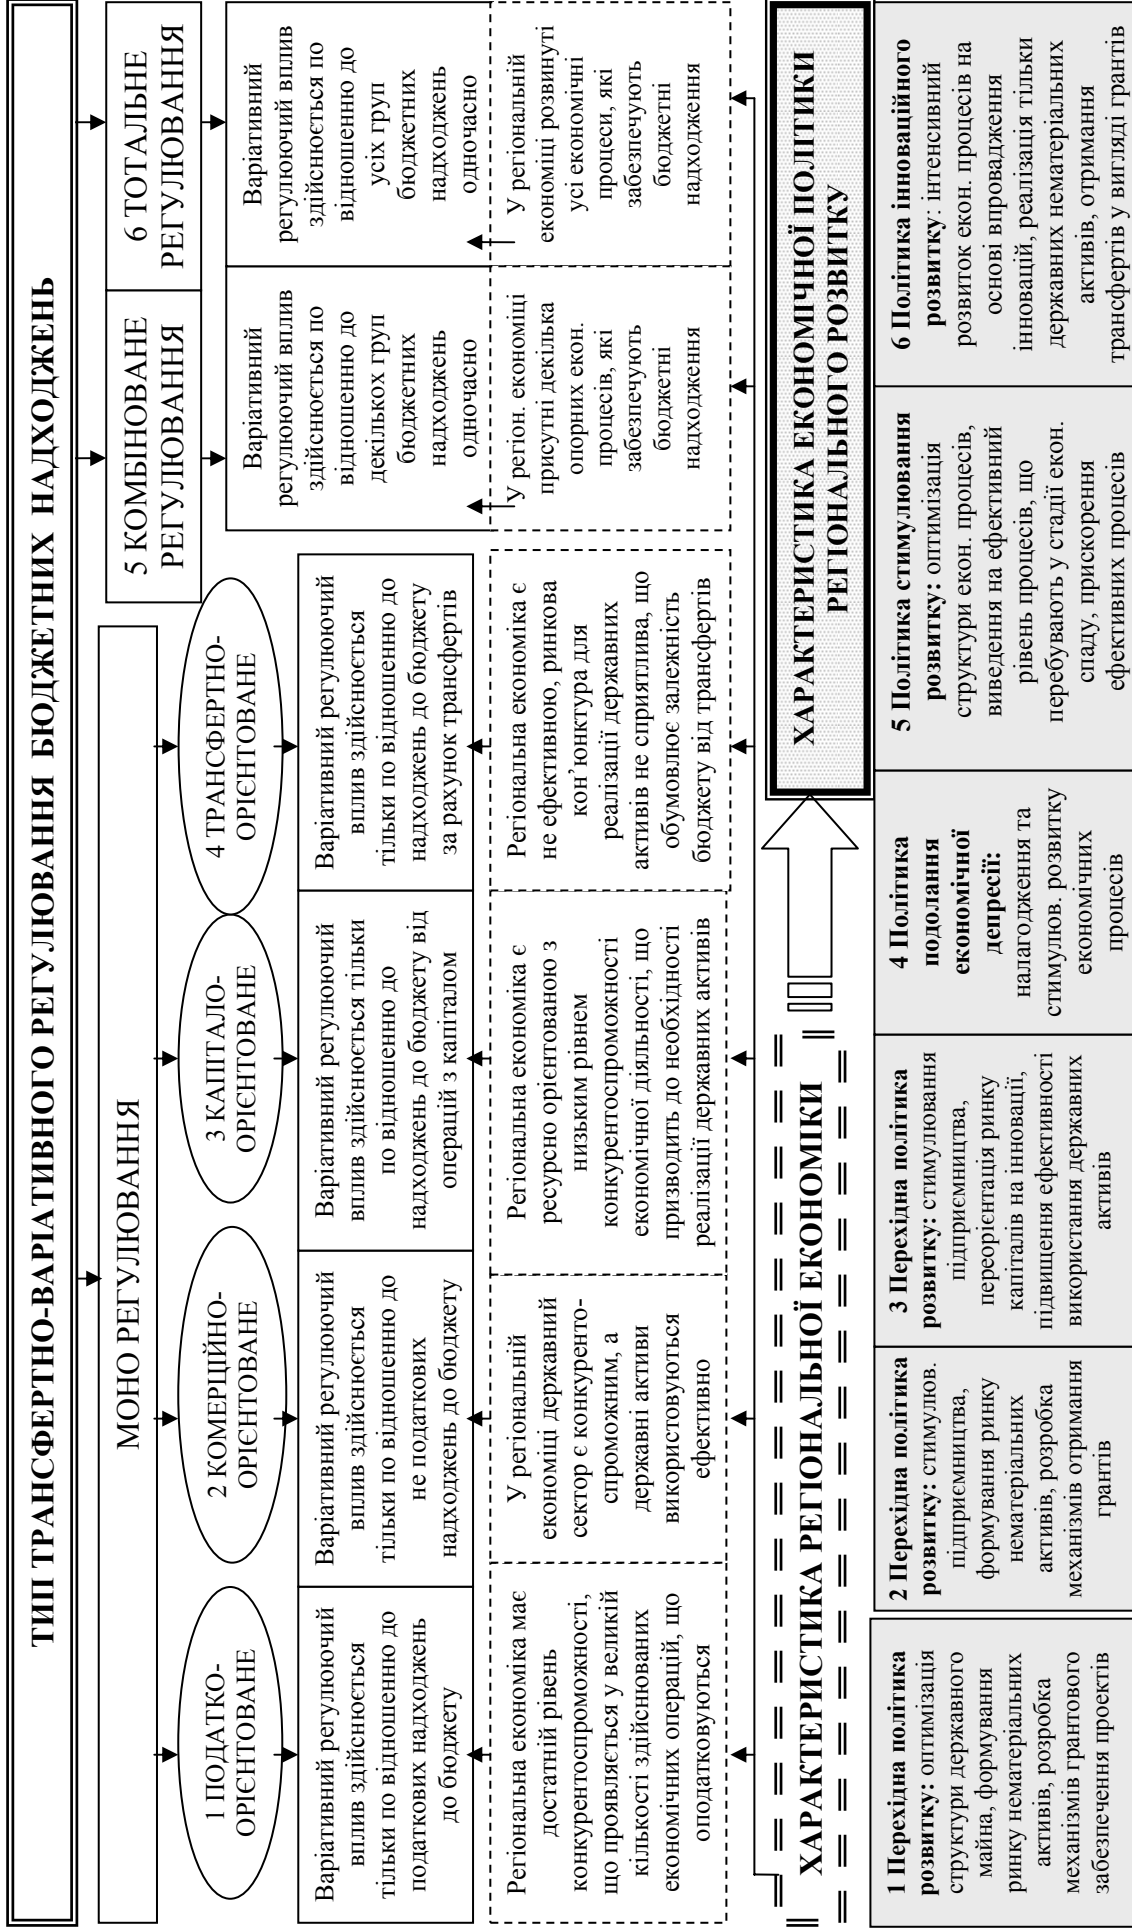 ТИП ТРАНСФЕРТНО-ВАРІАТИВНОГО РЕГУЛЮВАННЯ БЮДЖЕТНИХ НАДХОДЖЕНЬ
МОНО РЕГУЛЮВАННЯ
5 КОМБІНОВАНЕ
РЕГУЛЮВАННЯ
6 ТОТАЛЬНЕ
РЕГУЛЮВАННЯ
1 ПОДАТКО-
ОРІЄНТОВАНЕ
2 КОМЕРЦІЙНО-
ОРІЄНТОВАНЕ
3 КАПІТАЛО-
ОРІЄНТОВАНЕ
4 ТРАНСФЕРТНО-
ОРІЄНТОВАНЕ
Варіативний регулюючий
вплив здійснюється
тільки по відношенню до
податкових надходжень
до бюджету
Варіативний регулюючий
вплив здійснюється
тільки по відношенню до
не податкових
надходжень до бюджету
Варіативний регулюючий
вплив здійснюється тільки
по відношенню до
надходжень до бюджету від
операцій з капіталом
Варіативний регулюючий
вплив здійснюється
тільки по відношенню до
надходжень до бюджету
за рахунок трансфертів
Варіативний
регулюючий вплив
здійснюється по
відношенню до
декількох груп
бюджетних
надходжень
одночасно
Варіативний
регулюючий вплив
здійснюється по
відношенню до
усіх груп
бюджетних
надходжень
одночасно
Регіональна економіка має
достатній рівень
конкурентоспроможності,
що проявляється у великій
кількості здійснюваних
економічних операцій, що
оподатковуються
У регіональній
економіці державний
сектор є конкуренто-
спроможним, а
державні активи
використовуються
ефективно
Регіональна економіка є
ресурсно орієнтованою з
низьким рівнем
конкурентоспроможності
економічної діяльності, що
призводить до необхідності
реалізації державних активів
Регіональна економіка є
не ефективною, ринкова
кон’юнктура для
реалізації державних
активів не сприятлива, що
обумовлює залежність
бюджету від трансфертів
У регіон. економіці
присутні декілька
опорних екон.
процесів, які
забезпечують
бюджетні
надходження
У регіональній
економіці розвинуті
усі економічні
процеси, які
забезпечують
бюджетні
надходження
ХАРАКТЕРИСТИКА РЕГІОНАЛЬНОЇ ЕКОНОМІКИ
ХАРАКТЕРИСТИКА ЕКОНОМІЧНОЇ ПОЛІТИКИ
РЕГІОНАЛЬНОГО РОЗВИТКУ
1 Перехідна політика
розвитку: оптимізація
структури державного
майна, формування
ринку нематеріальних
активів, розробка
механізмів грантового
забезпечення проектів
2 Перехідна політика
розвитку: стимулюв.
підприємництва,
формування ринку
нематеріальних
активів, розробка
механізмів отримання
грантів
3 Перехідна політика
розвитку: стимулювання
підприємництва,
переорієнтація ринку
капіталів на інновації,
підвищення ефективності
використання державних
активів
4 Політика
подолання
економічної
депресії:
налагодження та
стимулюв. розвитку
економічних
процесів
5 Політика стимулювання
розвитку: оптимізація
структури екон. процесів,
виведення на ефективний
рівень процесів, що
перебувають у стадії екон.
спаду, прискорення
ефективних процесів
6 Політика інноваційного
розвитку: інтенсивний
розвиток екон. процесів на
основі впровадження
інновацій, реалізація тільки
державних нематеріальних
активів, отримання
трансфертів у вигляді грантів